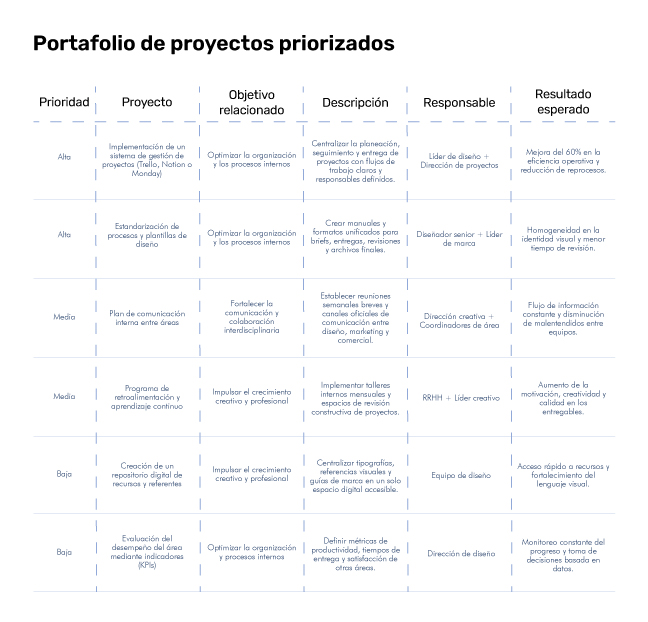 Portafolio de proyectos priorizados
Prioridad
Proyecto
Objetivo
relacionado
Descripción
Responsable
Resultado
esperado
Alta
Implementación de un
sistema de gestión de
proyectos (Trello, Notion o
Monday)
Optimizar la organización
y los procesos internos
Centralizar la planeación,
seguimiento y entrega de
proyectos con flujos de
trabajo claros y
responsables definidos.
Líder de diseño +
Dirección de proyectos
Mejora del 60% en la
eficiencia operativa y
reducción de reprocesos.
Alta
Estandarización de
procesos y plantillas de
diseño
Optimizar la organización
y los procesos internos
Crear manuales y
formatos unificados para
briefs, entregas, revisiones
y archivos finales.
Diseñador senior + Líder
de marca
Homogeneidad en la
identidad visual y menor
tiempo de revisión.
Media
Plan de comunicación
interna entre áreas
Fortalecer la
comunicación y
colaboración
interdisciplinaria
Establecer reuniones
semanales breves y
canales oficiales de
comunicación entre
diseño, marketing y
comercial.
Dirección creativa +
Coordinadores de área
Flujo de información
constante y disminución
de malentendidos entre
equipos.
Media
Programa de
retroalimentación y
aprendizaje continuo
Impulsar el crecimiento
creativo y profesional
Implementar talleres
internos mensuales y
espacios de revisión
constructiva de proyectos.
RRHH + Líder creativo
Aumento de la
motivación, creatividad y
calidad en los
entregables.
Baja
Creación de un
repositorio digital de
recursos y referentes
Impulsar el crecimiento
creativo y profesional
Centralizar tipografías,
referencias visuales y
guías de marca en un solo
espacio digital accesible.
Equipo de diseño
Acceso rápido a recursos y
fortalecimiento del
lenguaje visual.
Baja
Evaluación del
desempeño del área
mediante indicadores
(KPIs)
Optimizar la organización
y procesos internos
Definir métricas de
productividad, tiempos de
entrega y satisfacción de
otras áreas.
Dirección de diseño
Monitoreo constante del
progreso y toma de
decisiones basada en
datos.